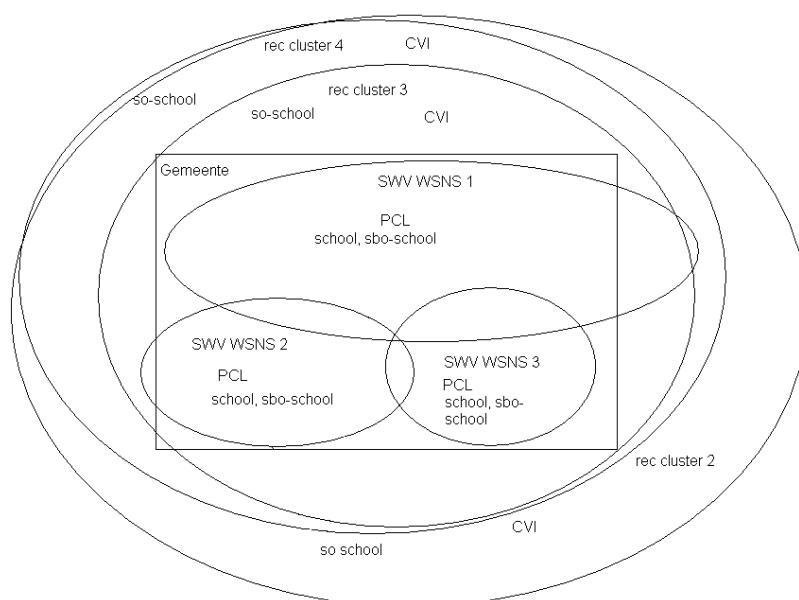 rec cluster 4
CVI
rec cluster 3
so-school
so-school
CVI
Gemeente
SWV WSNS 1
PCL
school, sbo-school
SWV WSNS 2
PCL
school, sbo-school
SWV WSNS 3
PCL
school, sbo-
school
rec cluster 2
CVI
so school